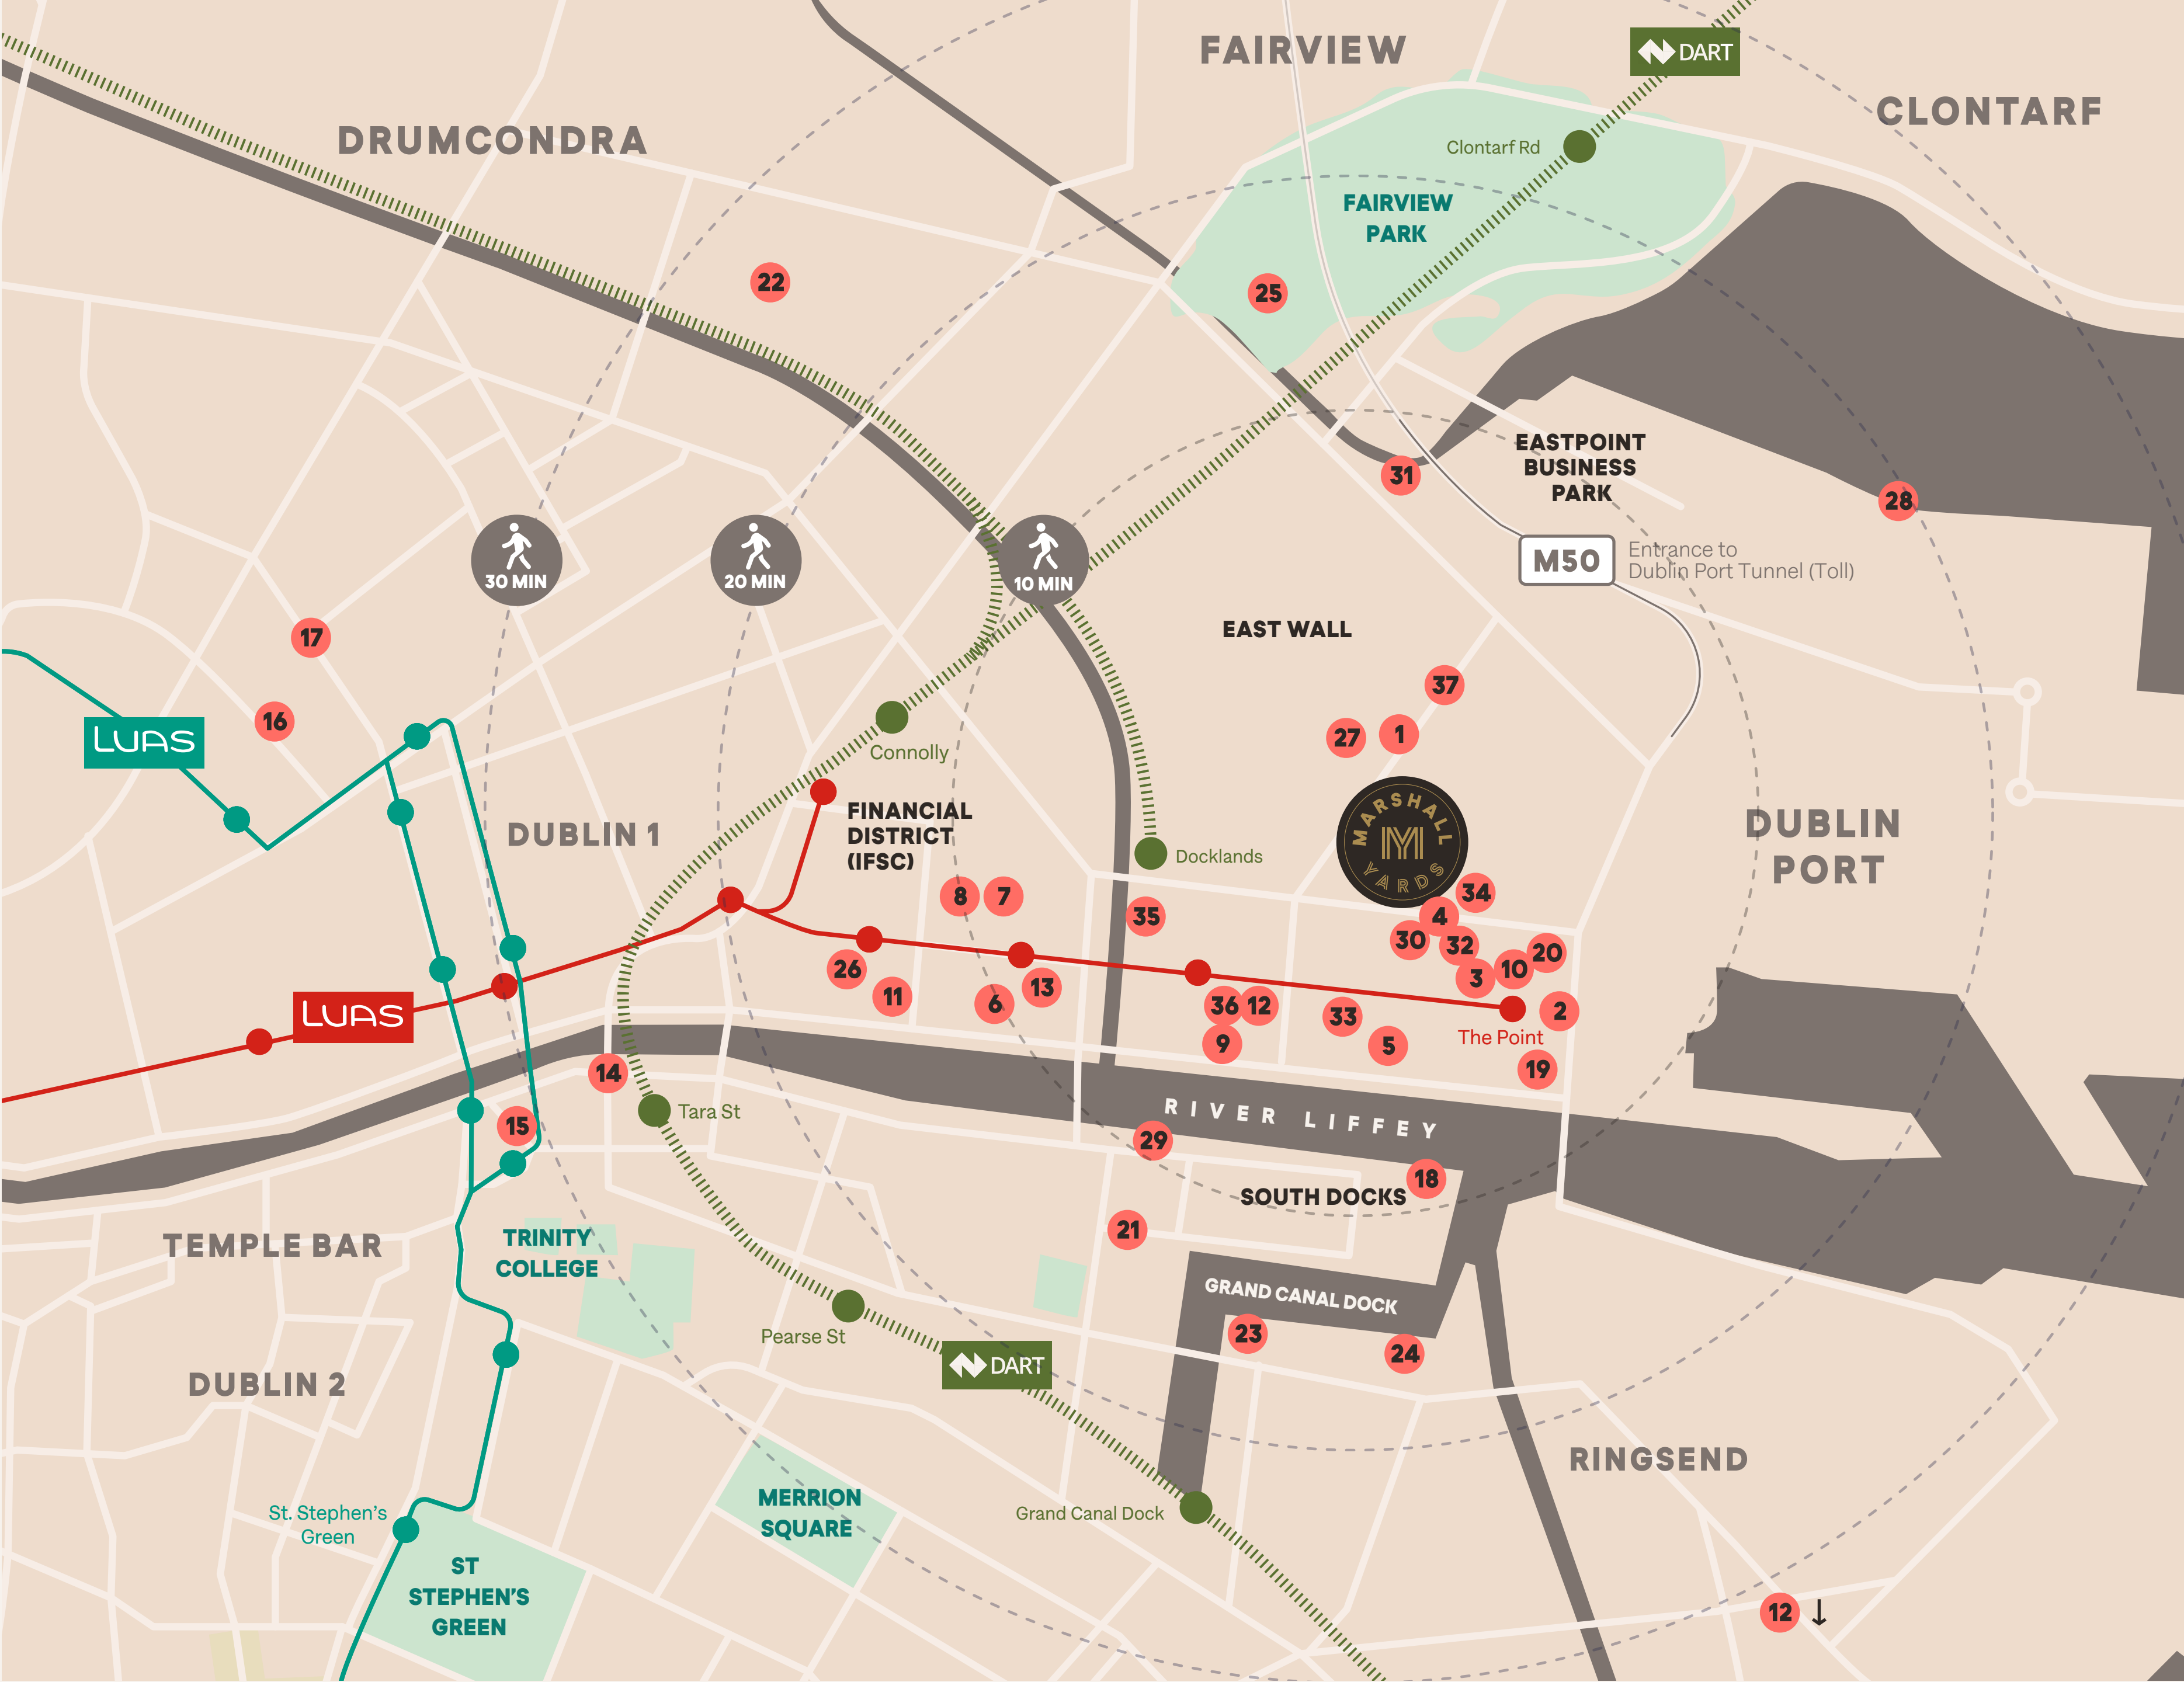 FAIRVIEW
DART
CLONTARF
DRUMCONDRA
Clontarf Rd
FAIRVIEW
PARK
22
25
EASTPOINT
BUSINESS
PARK
31
28
30 MIN
20 MIN
10 MIN
M50
Entrance to
Dublin Port Tunnel (Toll)
EAST WALL
17
37
16
LUAS
27
1
Connolly
FINANCIAL
DISTRICT
(IFSC)
DUBLIN 1
MARSHALL
YARDS
DUBLIN
PORT
Docklands
8
7
35
34
4
30
32
20
26
3
10
11
6
13
36
12
33
2
LUAS
9
5
The Point
19
14
Tara St
15
RIVER LIFFEY
29
18
SOUTH DOCKS
21
TEMPLE BAR
TRINITY
COLLEGE
GRAND CANAL DOCK
23
24
Pearse St
DART
DUBLIN 2
RINGSEND
MERRION
SQUARE
Grand Canal Dock
St. Stephen's
Green
ST
STEPHEN'S
GREEN
12 ↓